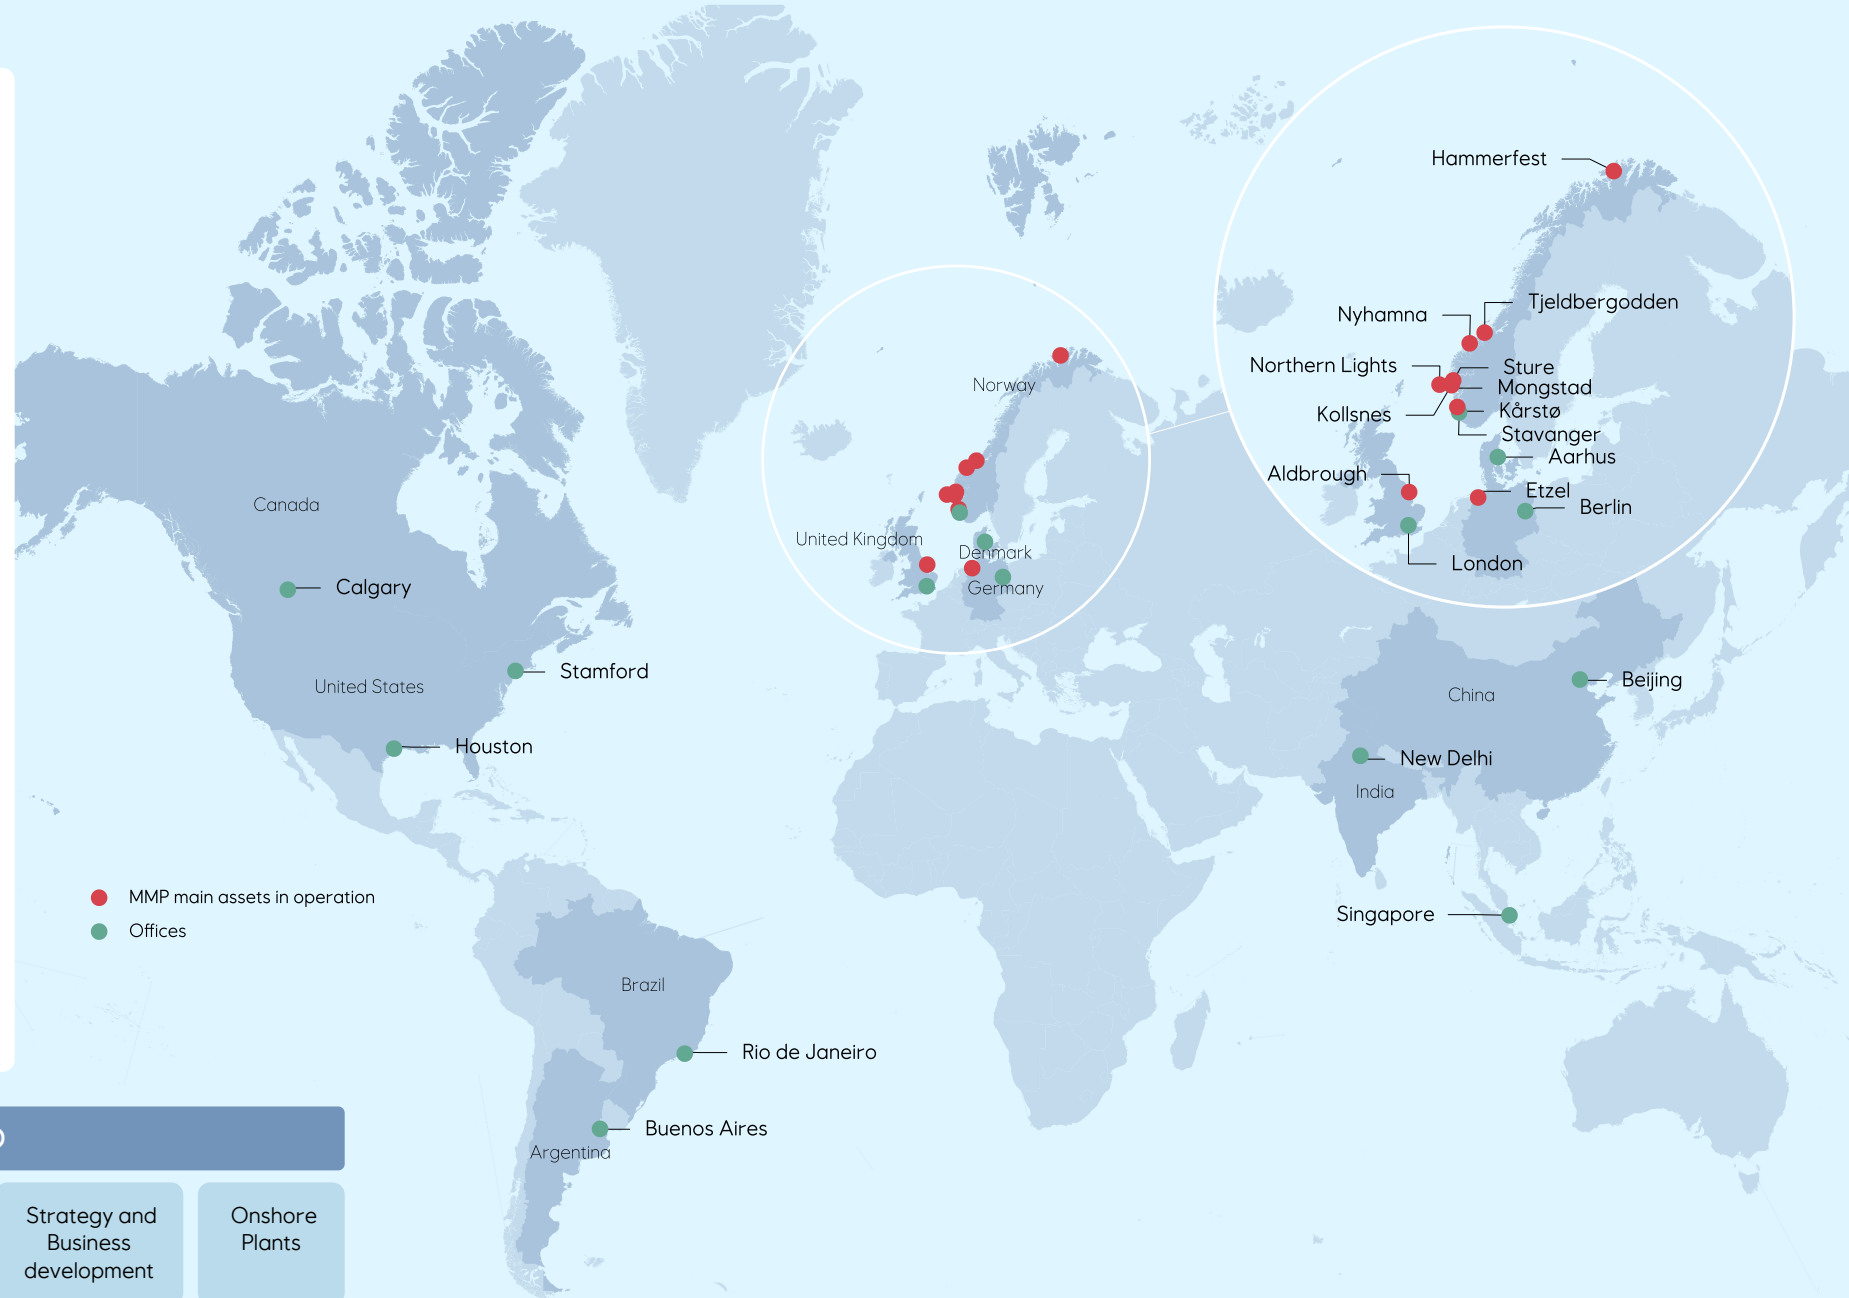 Hammerfest
Tjeldbergodden
Nyhamna
Northern Lights
Sture
Mongstad
Kollsnes
Kårstø
Stavanger
Aarhus
Aldbrough
Etzel
Berlin
London
Norway
United Kingdom
Denmark
Germany
Canada
Calgary
Stamford
United States
Houston
Beijing
China
New Delhi
India
Singapore
MMP main assets in operation
Offices
Brazil
Rio de Janeiro
Buenos Aires
Argentina
Strategy and
Business
development
Onshore
Plants